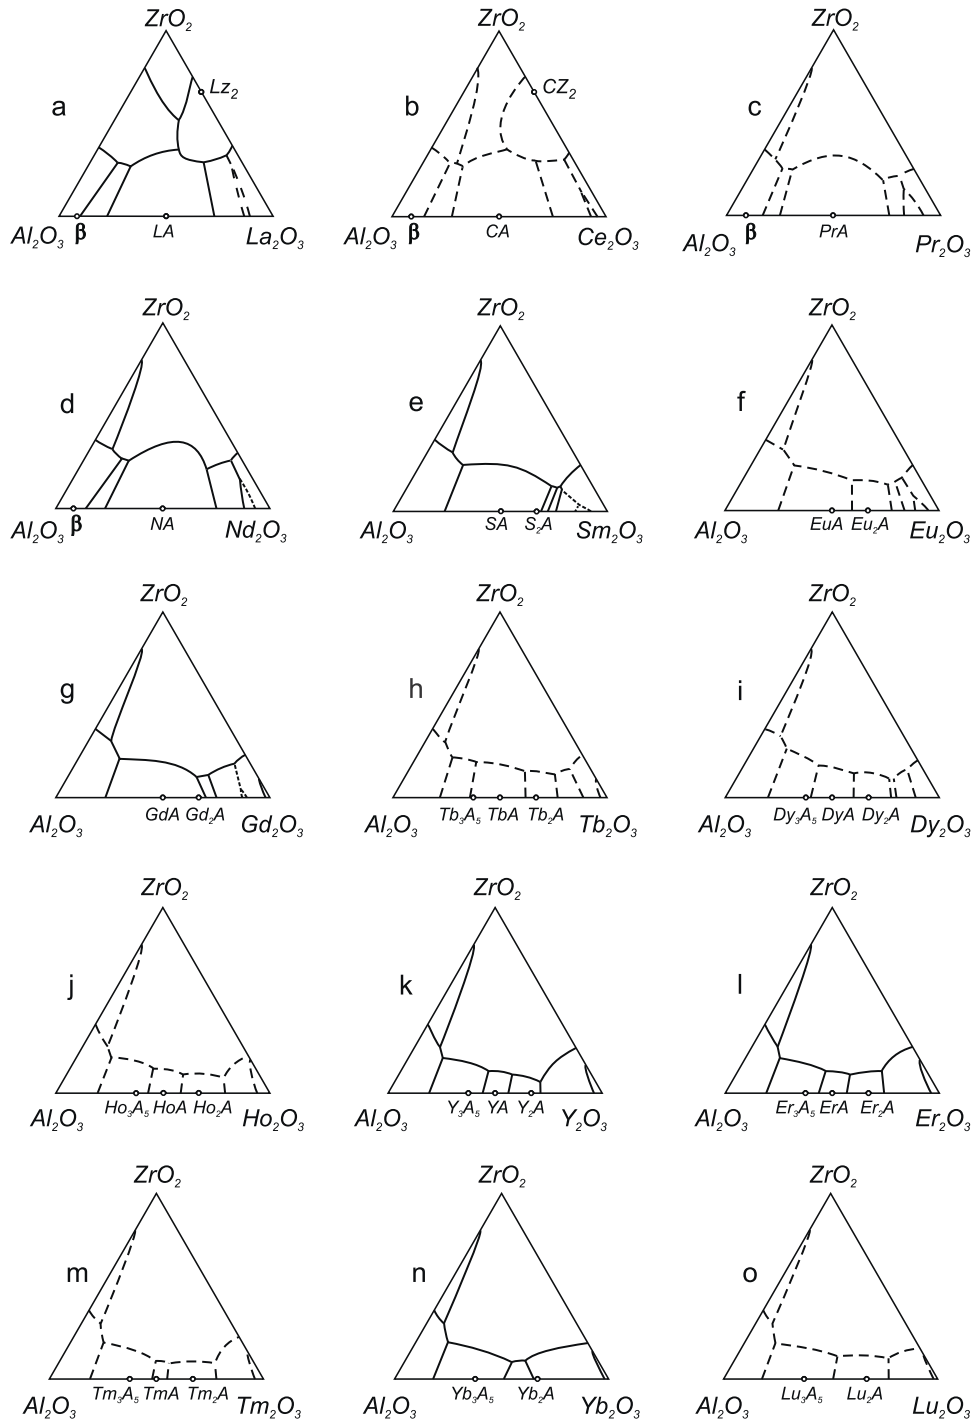 ZrO₂ ZrO₂ ZrO₂
a Lz₂ b CZ₂ c
Al₂O₃ β LA La₂O₃ Al₂O₃ β CA Ce₂O₃ Al₂O₃ β PrA Pr₂O₃
ZrO₂ ZrO₂ ZrO₂
d e f
Al₂O₃ β NA Nd₂O₃ Al₂O₃ SA S₂A Sm₂O₃ Al₂O₃ EuA Eu₂A Eu₂O₃
ZrO₂ ZrO₂ ZrO₂
g h i
Al₂O₃ GdA Gd₂A Gd₂O₃ Al₂O₃ Tb₃A₅ TbA Tb₂A Tb₂O₃ Al₂O₃ Dy₃A₅ DyA Dy₂A Dy₂O₃
ZrO₂ ZrO₂ ZrO₂
j k l
Al₂O₃ Ho₃A₅ HoA Ho₂A Ho₂O₃ Al₂O₃ Y₃A₅ YA Y₂A Y₂O₃ Al₂O₃ Er₃A₅ ErA Er₂A Er₂O₃
ZrO₂ ZrO₂ ZrO₂
m n o
Al₂O₃ Tm₃A₅ TmA Tm₂A Tm₂O₃ Al₂O₃ Yb₃A₅ Yb₂A Yb₂O₃ Al₂O₃ Lu₃A₅ Lu₂A Lu₂O₃